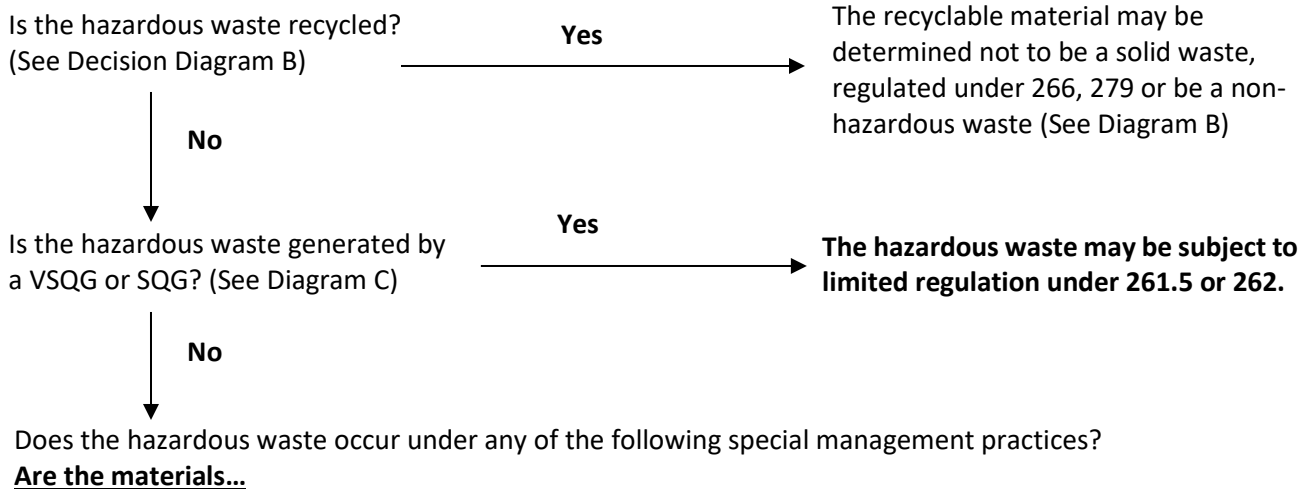 Is the hazardous waste recycled?
(See Decision Diagram B)
Yes
The recyclable material may be
determined not to be a solid waste,
regulated under 266, 279 or be a non-
hazardous waste (See Diagram B)
No
Is the hazardous waste generated by
a VSQG or SQG? (See Diagram C)
Yes
The hazardous waste may be subject to
limited regulation under 261.5 or 262.
No
Does the hazardous waste occur under any of the following special management practices?
Are the materials…